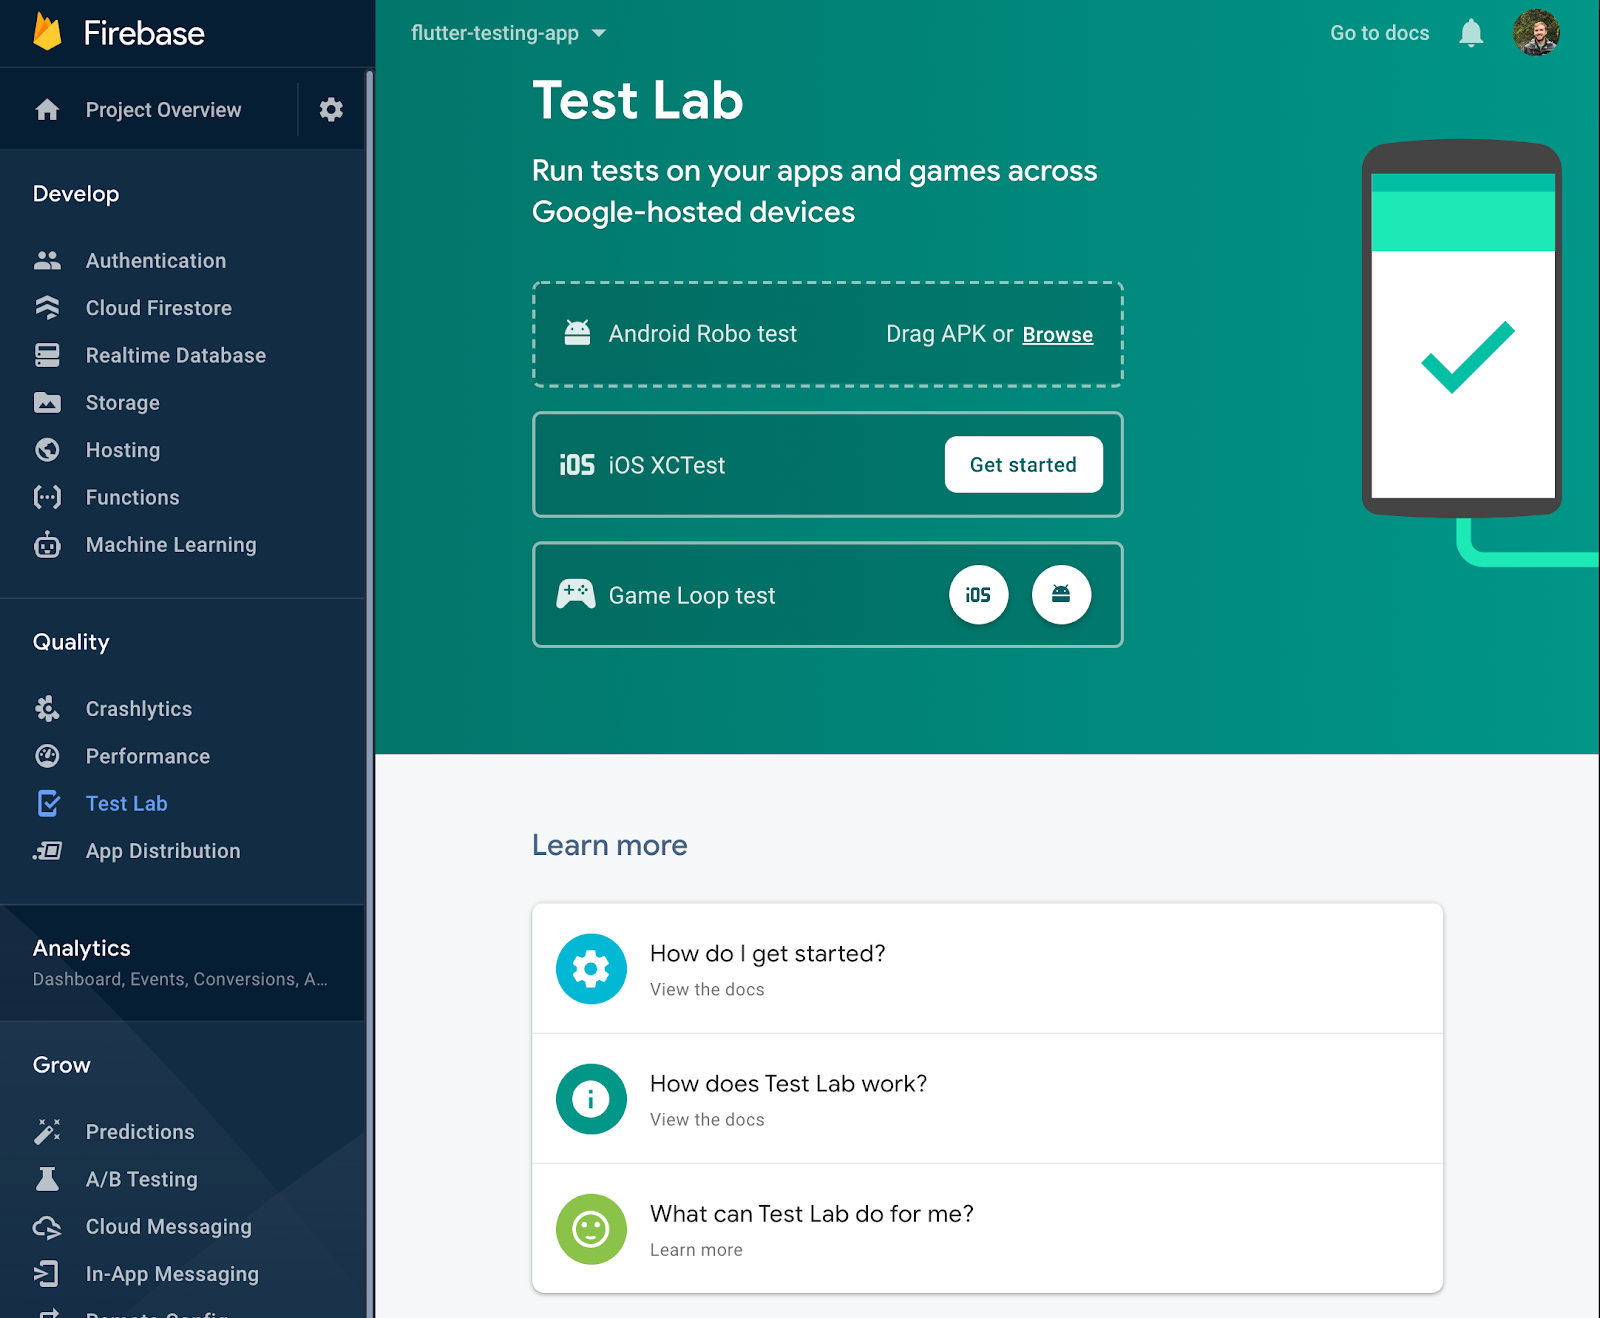 Firebase
Project Overview
Develop
Authentication
Cloud Firestore
Realtime Database
Storage
Hosting
Functions
Machine Learning
Quality
Crashlytics
Performance
Test Lab
App Distribution
Analytics
Dashboard, Events, Conversions, A...
Grow
Predictions
A/B Testing
Cloud Messaging
In-App Messaging
Remote Config
flutter-testing-app
Go to docs
Test Lab
Run tests on your apps and games across
Google-hosted devices
Android Robo test
Drag APK or Browse
iOS iOS XCTest
Get started
Game Loop test
iOS
Learn more
How do I get started?
View the docs
How does Test Lab work?
View the docs
What can Test Lab do for me?
Learn more